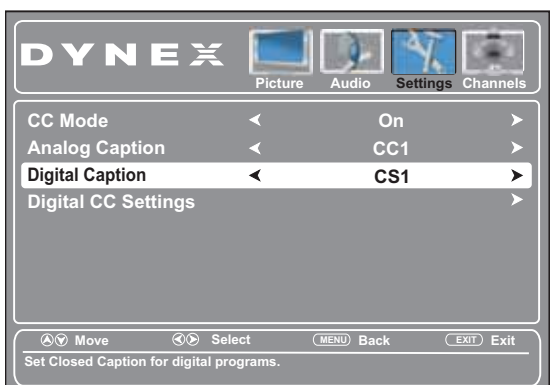 DYNEX
Picture Audio Settings Channels
CC Mode On
Analog Caption CC1
Digital Caption CS1
Digital CC Settings
Move Select MENU Back EXIT Exit
Set Closed Caption for digital programs.